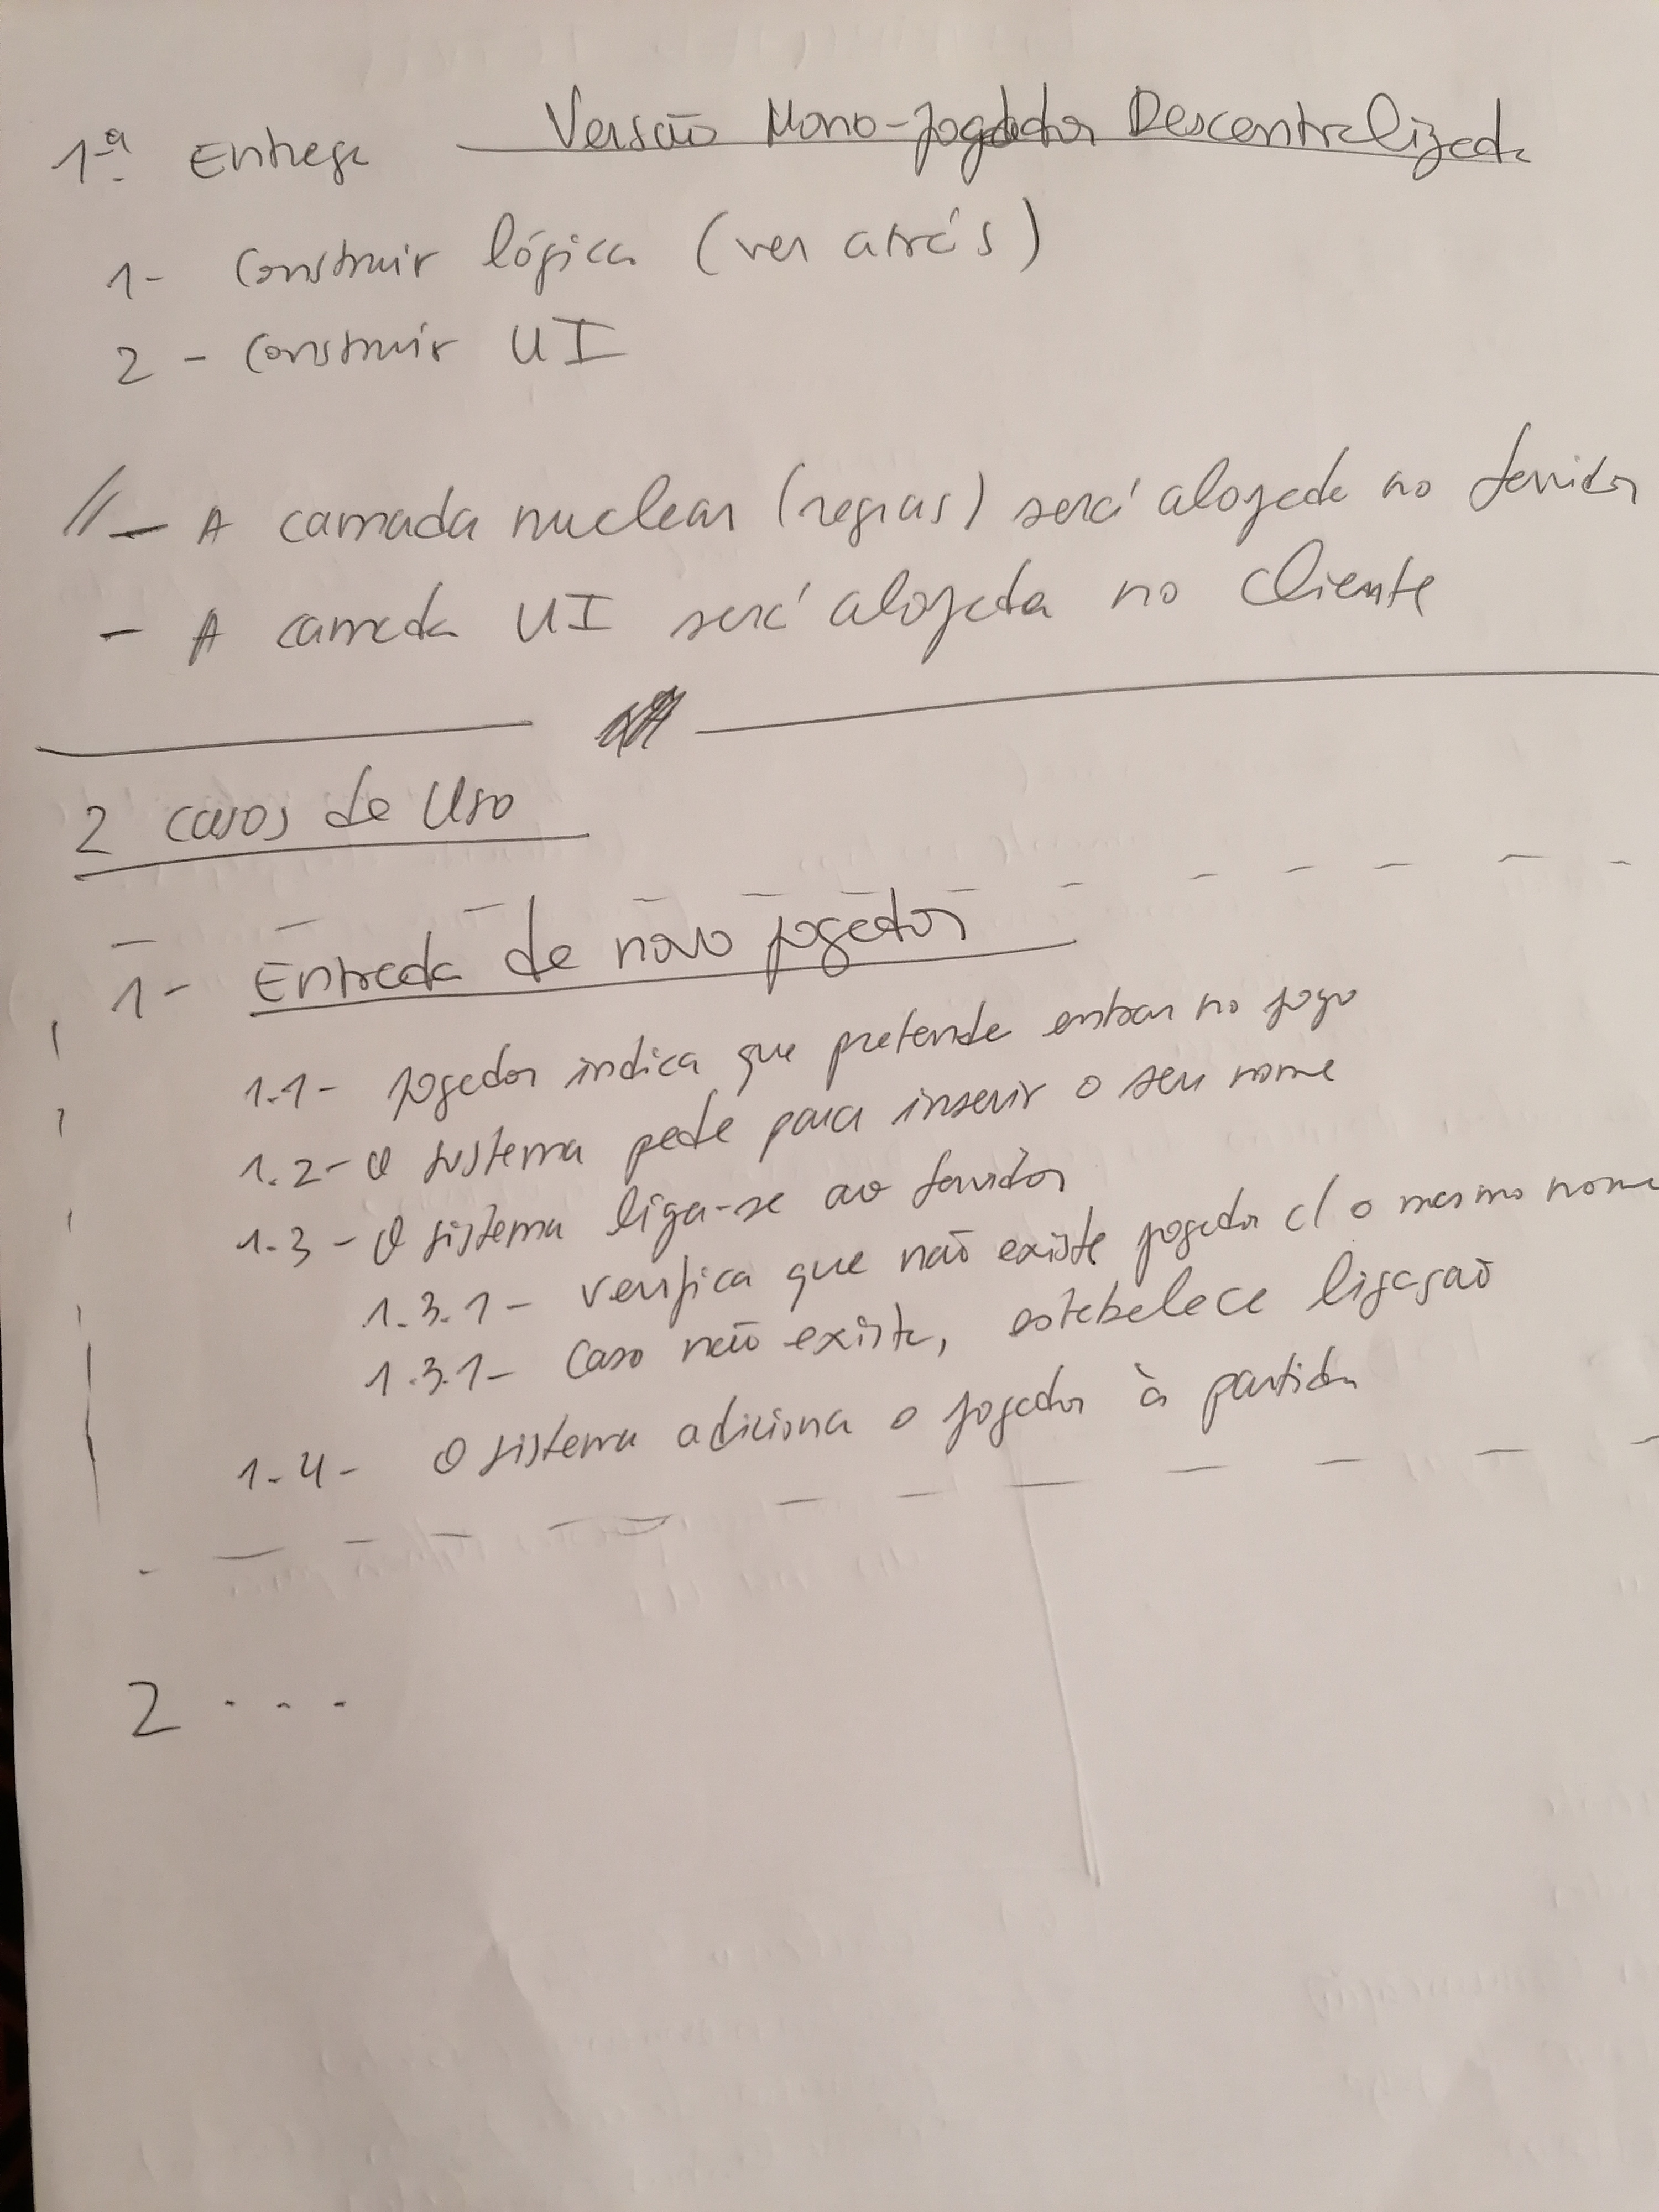 1ª Entrega Versão Mono-jogador Descentralizada
1- Construir lógica (ver atrás)
2 - Construir UI
// - A camada nuclear (regras) será alojada no servidor
- A camada UI será alojada no cliente
2 casos de Uso
1- Entrada de novo jogador
1.1- jogador indica que pretende entrar no jogo
1.2- O sistema pede para inserir o seu nome
1.3- O sistema liga-se ao servidor
1.3.1- verifica que não existe jogador c/ o mesmo nome
1.3.1- Caso não exista, estabelece ligação
1.4- O sistema adiciona o jogador à partida
2 ...